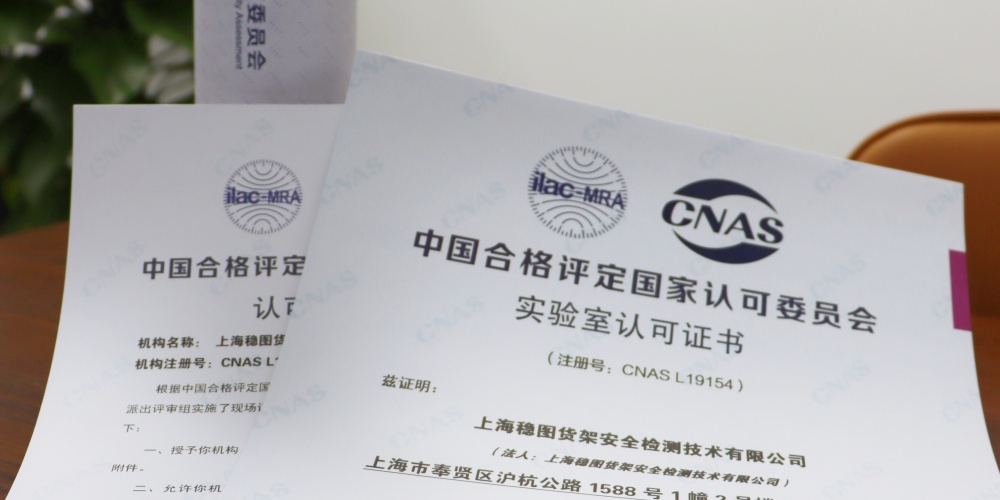 委员会
y Assessment
ilac-MRA
中国合格评定
认可
机构名称： 上海稳图货
机构注册号：CNAS L1
根据中国合格评定国
派出评审组实施了现场评
下：
一、授予你机构
附件。
二、允许你机
ilac-MRA
CNAS
中国合格评定国家认可委员会
实验室认可证书
（注册号：CNAS L19154）
兹证明：
上海稳图货架安全检测技术有限公司
（法人：上海稳图货架安全检测技术有限公司）
上海市奉贤区沪杭公路 1588 号 1 幢 2 号楼